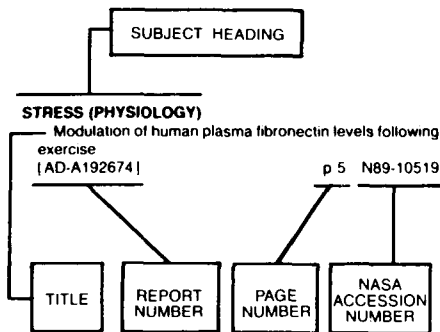 SUBJECT HEADING
STRESS (PHYSIOLOGY)
Modulation of human plasma fibronectin levels following
exercise
[AD-A192674] p 5 N89-10519
TITLE
REPORT
NUMBER
PAGE
NUMBER
NASA
ACCESSION
NUMBER